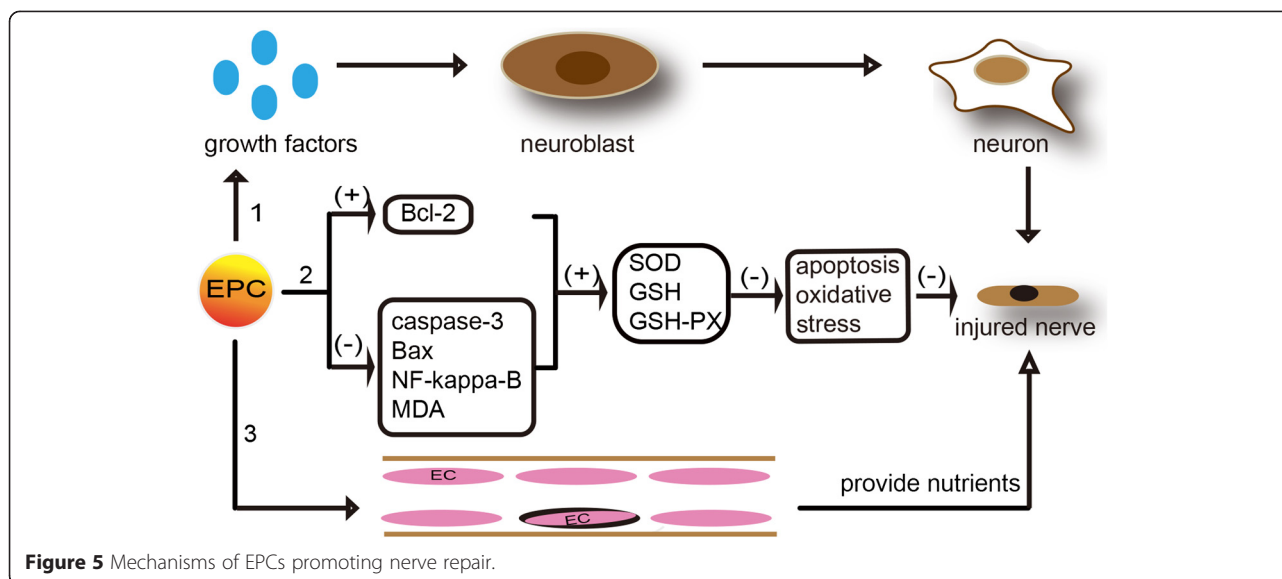 growth factors
neuroblast
neuron
1
(+)
Bcl-2
EPC
2
(+)
SOD
GSH
GSH-PX
(-)
apoptosis
oxidative
stress
(-)
injured nerve
(-)
caspase-3
Bax
NF-kappa-B
MDA
3
EC
EC
provide nutrients
Figure 5 Mechanisms of EPCs promoting nerve repair.